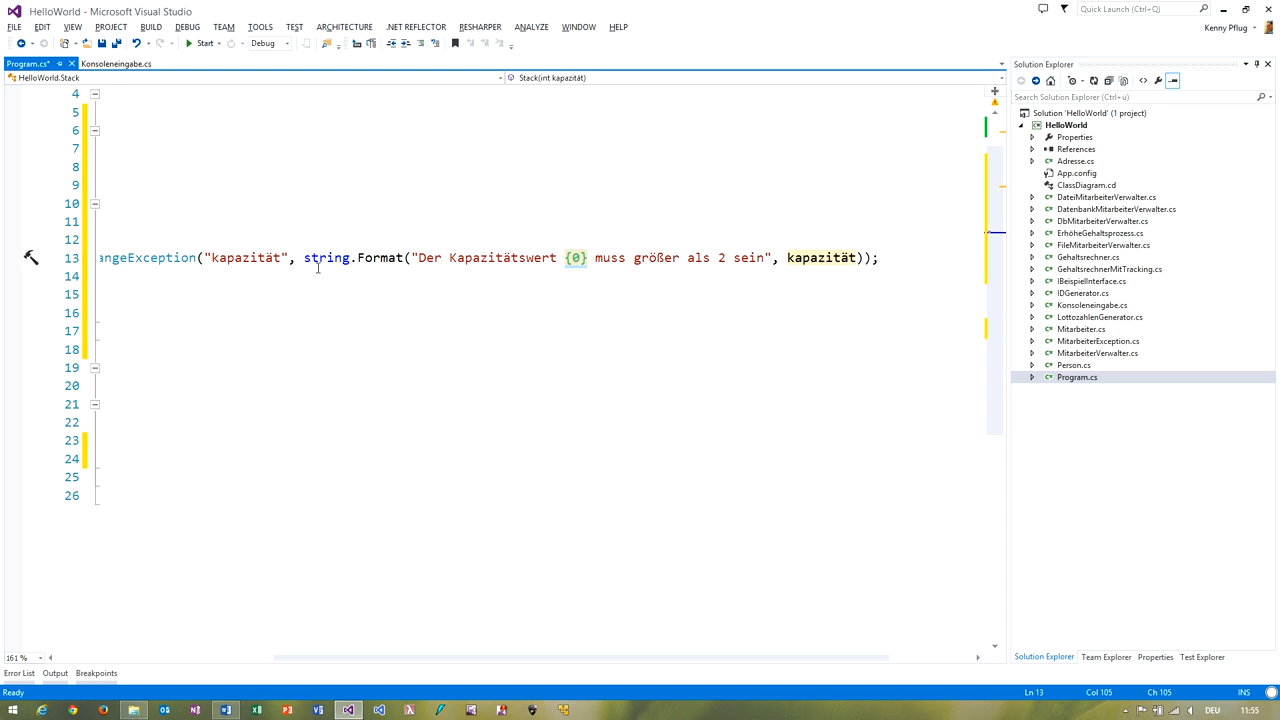 HelloWorld - Microsoft Visual Studio
Quick Launch (Ctrl+Q)
FILE EDIT VIEW PROJECT BUILD DEBUG TEAM TOOLS TEST ARCHITECTURE .NET REFLECTOR RESHARPER ANALYZE WINDOW HELP
Kenny Pflug
Start Debug
Program.cs* Konsoleneingabe.cs
HelloWorld.Stack Stack(int kapazität)
4
5
6
7
8
9
10
11
12
13 angeException("kapazität", string.Format("Der Kapazitätswert {0} muss größer als 2 sein", kapazität));
14
15
16
17
18
19
20
21
22
23
24
25
26
161 %
Solution Explorer
Search Solution Explorer (Ctrl+ü)
Solution 'HelloWorld' (1 project)
HelloWorld
Properties
References
Adresse.cs
App.config
ClassDiagram.cd
DateiMitarbeiterVerwalter.cs
DatenbankMitarbeiterVerwalter.cs
DbMitarbeiterVerwalter.cs
ErhöheGehaltsprozess.cs
FileMitarbeiterVerwalter.cs
Gehaltsrechner.cs
GehaltsrechnerMitTracking.cs
IBeispielInterface.cs
IDGenerator.cs
Konsoleneingabe.cs
LottozahlenGenerator.cs
Mitarbeiter.cs
MitarbeiterException.cs
MitarbeiterVerwalter.cs
Person.cs
Program.cs
Solution Explorer Team Explorer Properties Test Explorer
Error List Output Breakpoints
Ready Ln 13 Col 105 Ch 105 INS
DEU 11:55